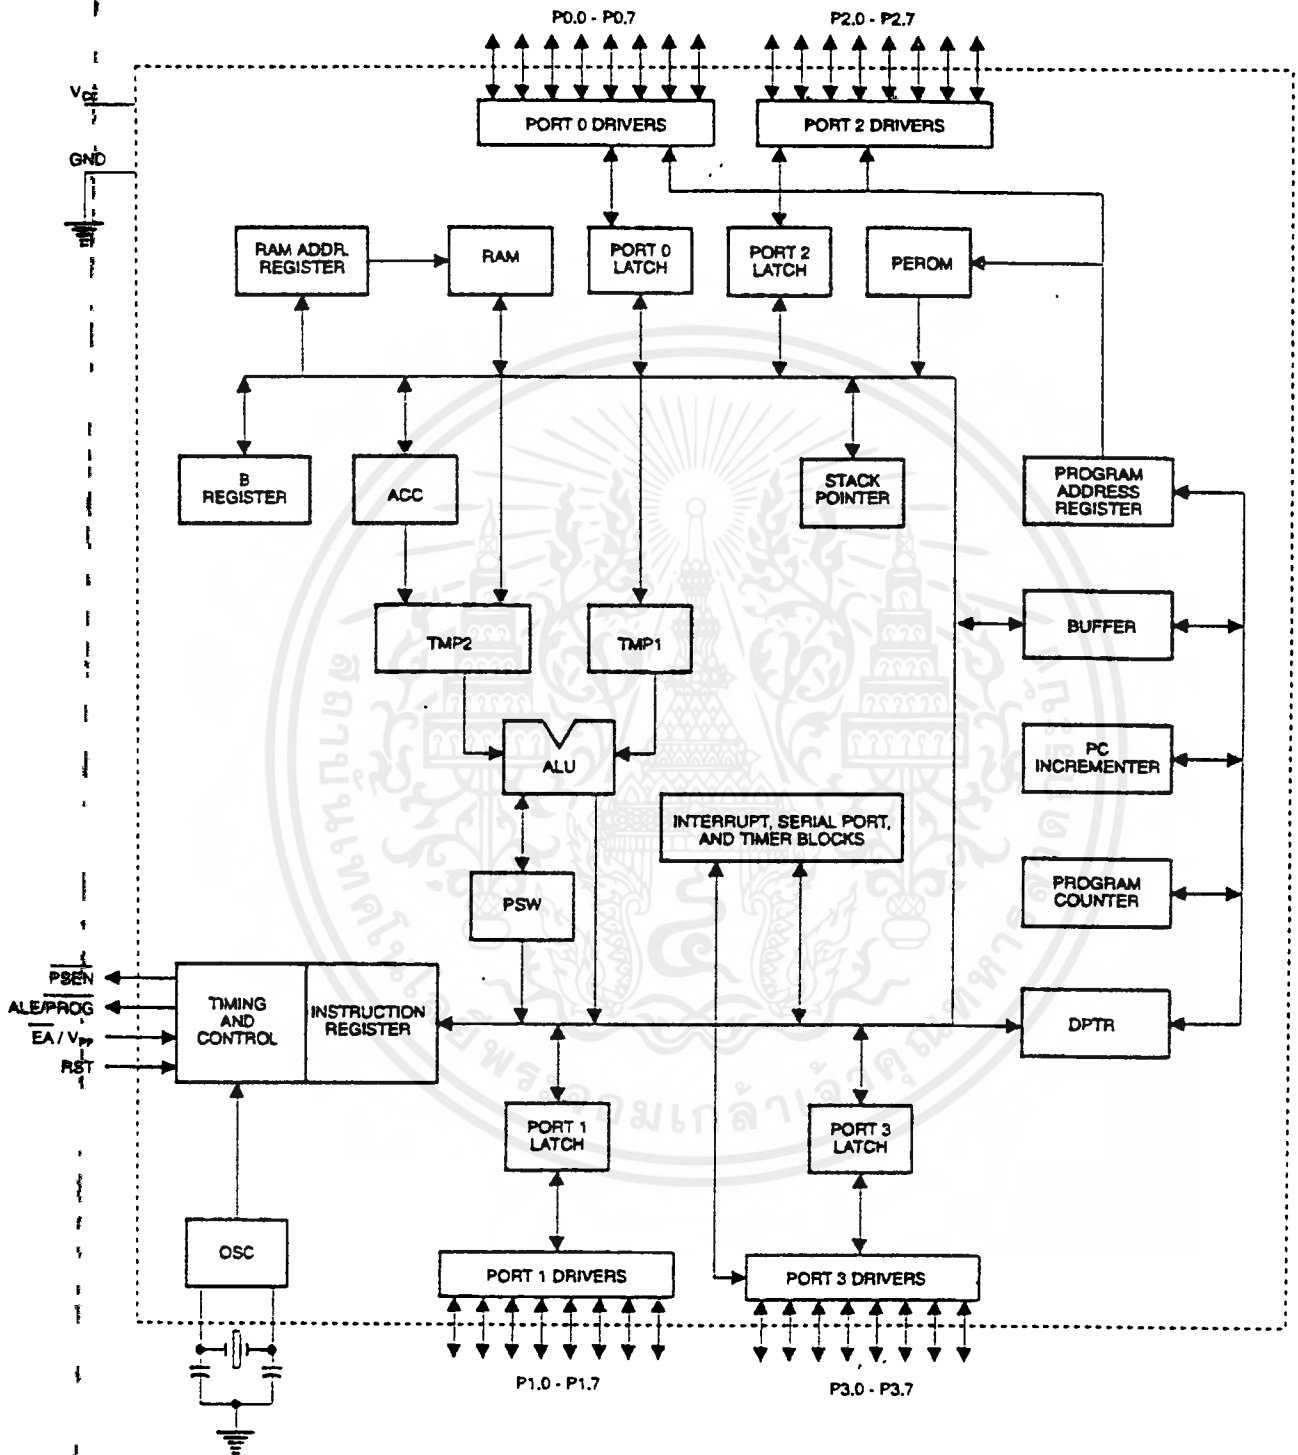 P0.0 - P0.7
P2.0 - P2.7
GND
PORT 0 DRIVERS
PORT 2 DRIVERS
RAM ADDR.
REGISTER
RAM
PORT 0
LATCH
PORT 2
LATCH
PEROM
B
REGISTER
ACC
STACK
POINTER
PROGRAM
ADDRESS
REGISTER
TMP2
TMP1
BUFFER
ALU
PC
INCREMENTER
INTERRUPT, SERIAL PORT,
AND TIMER BLOCKS
PSW
PROGRAM
COUNTER
PSEN
ALE/PROG
EA / VPP
RST
TIMING
AND
CONTROL
INSTRUCTION
REGISTER
DPTR
PORT 1
LATCH
PORT 3
LATCH
OSC
PORT 1 DRIVERS
PORT 3 DRIVERS
P1.0 - P1.7
P3.0 - P3.7